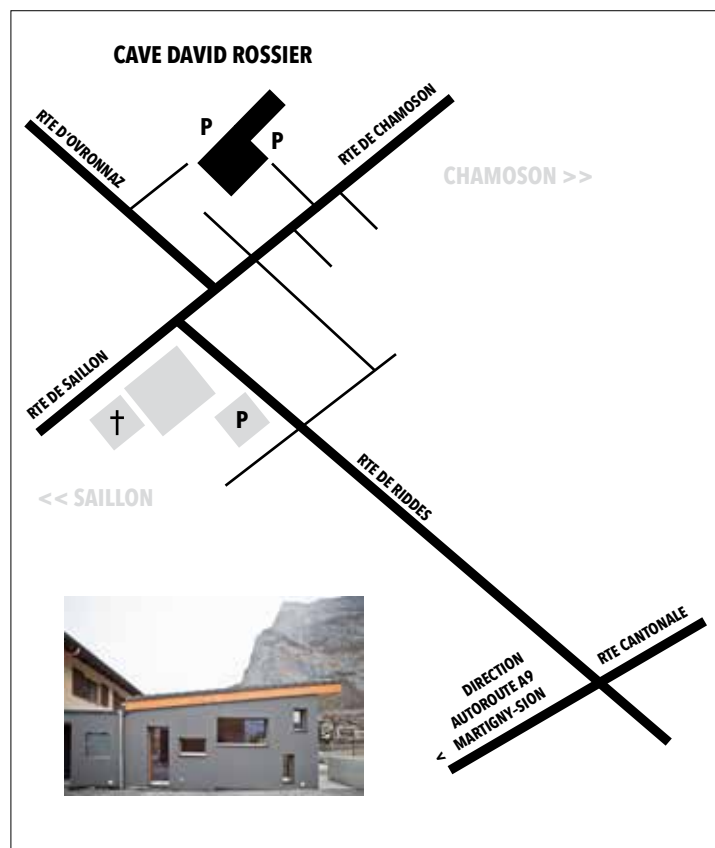 CAVE DAVID ROSSIER
RTE D'OVRONNAZ
P
P
RTE DE CHAMOSON
CHAMOSON >>
RTE DE SAILLON
†
P
<< SAILLON
RTE DE RIDDES
RTE CANTONALE
DIRECTION
AUTOROUTE A9
< MARTIGNY-SION